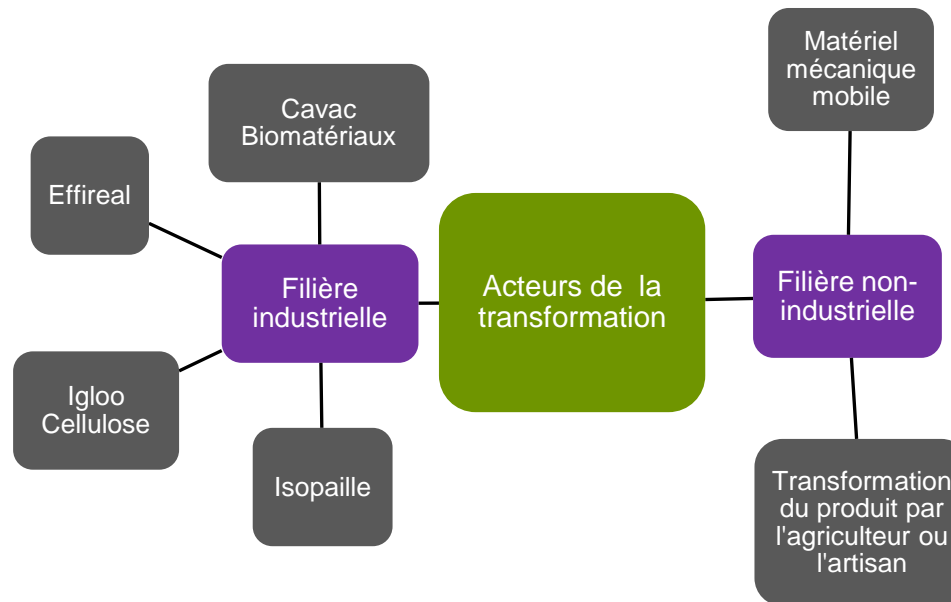 Matériel
mécanique
mobile
Cavac
Biomatériaux
Effireal
Filière
industrielle
Acteurs de la
transformation
Filière non-
industrielle
Igloo
Cellulose
Isopaille
Transformation
du produit par
l'agriculteur ou
l'artisan